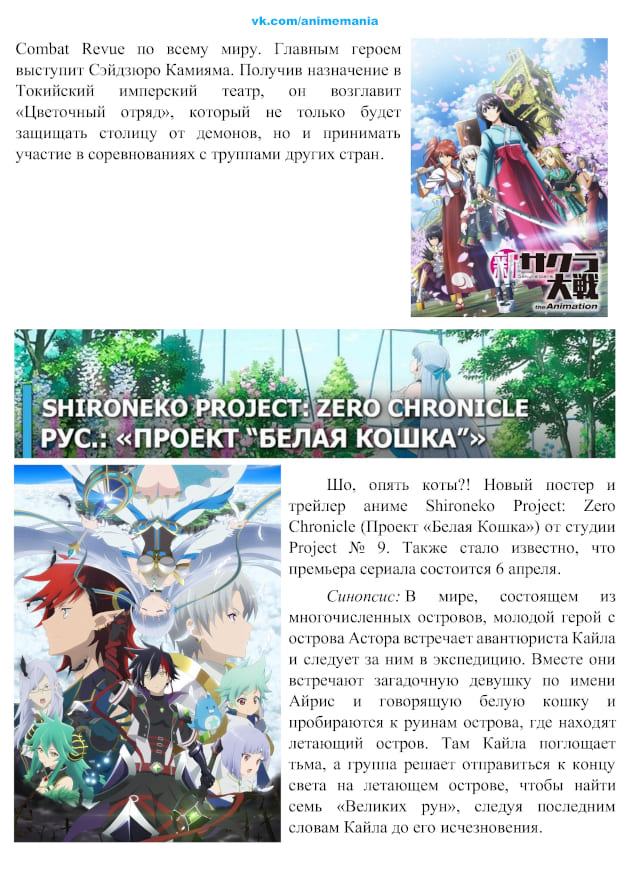 vk.com/animemania
Combat Revue по всему миру. Главным героем
выступит Сэйдзюро Камияма. Получив назначение в
Токийский имперский театр, он возглавит
«Цветочный отряд», который не только будет
защищать столицу от демонов, но и принимать
участие в соревнованиях с труппами других стран.
新サクラ
大戦
the Animation
SHIRONEKO PROJECT: ZERO CHRONICLE
РУС.: «ПРОЕКТ “БЕЛАЯ КОШКА”»
Шо, опять коты?! Новый постер и
трейлер аниме Shironeko Project: Zero
Chronicle (Проект «Белая Кошка») от студии
Project № 9. Также стало известно, что
премьера сериала состоится 6 апреля.
Синопсис: В мире, состоящем из
многочисленных островов, молодой герой с
острова Астора встречает авантюриста Кайла
и следует за ним в экспедицию. Вместе они
встречают загадочную девушку по имени
Айрис и говорящую белую кошку и
пробираются к руинам острова, где находят
летающий остров. Там Кайла поглощает
тьма, а группа решает отправиться к концу
света на летающем острове, чтобы найти
семь «Великих рун», следуя последним
словам Кайла до его исчезновения.